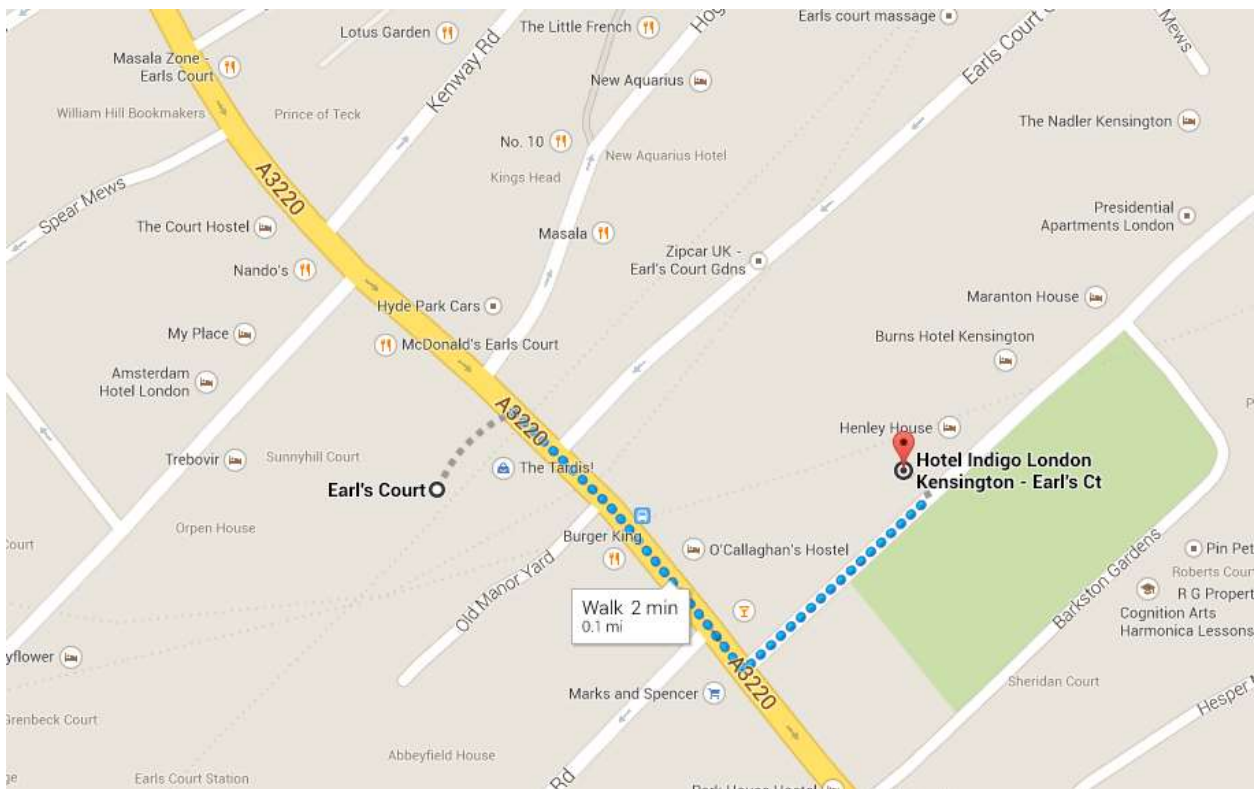 Lotus Garden
The Little French
Hog
Earls court massage
Earls Court G
Mews
Masala Zone -
Earls Court
Kenway Rd
New Aquarius
William Hill Bookmakers
Prince of Teck
The Nadler Kensington
No. 10
New Aquarius Hotel
Kings Head
A3220
Spear Mews
The Court Hostel
Masala
Presidential
Apartments London
Zipcar UK -
Earl's Court Gdns
Nando's
Hyde Park Cars
Maranton House
My Place
McDonald's Earls Court
Burns Hotel Kensington
Amsterdam
Hotel London
A3220
Henley House
Trebovir
Sunnyhill Court
The Tardis!
Hotel Indigo London
Kensington - Earl's Ct
Earl's Court
Orpen House
Court
Burger King
O'Callaghan's Hostel
Pin Pet
Roberts Cour
R G Propert
Cognition Arts
Harmonica Lessons
Barkston Gardens
Old Manor Yard
Walk 2 min
0.1 mi
yflower
A3220
Marks and Spencer
Sheridan Court
Hesper M
Grenbeck Court
Abbeyfield House
Rd
ge
Earls Court Station
Park House Hostel